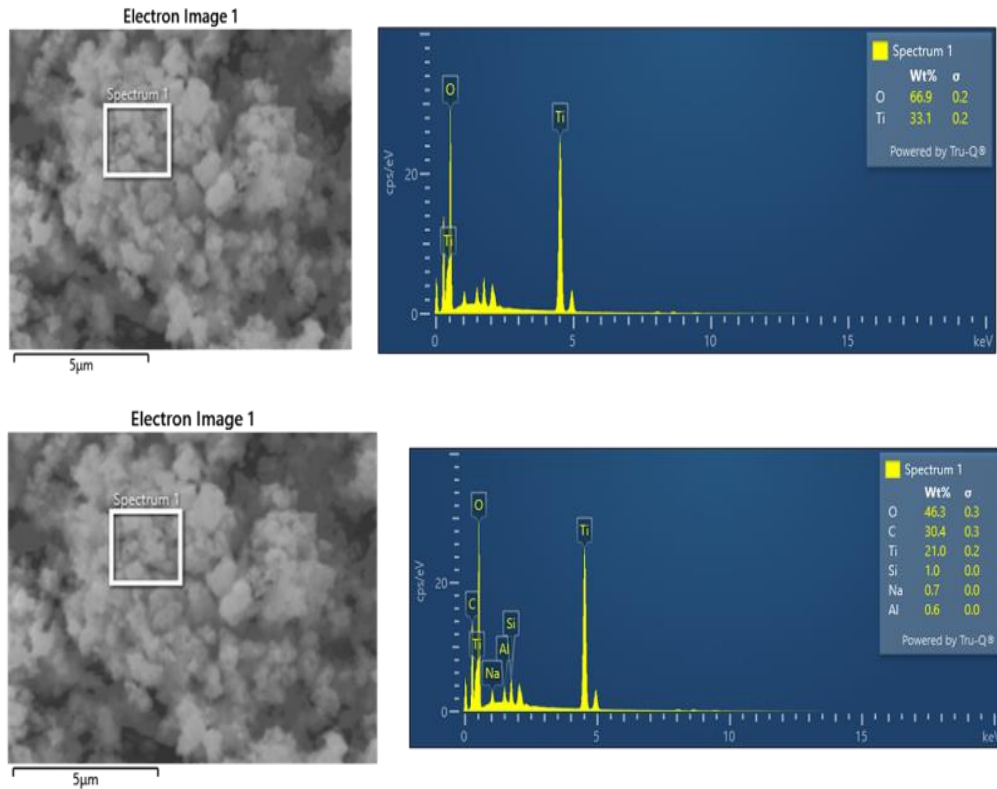 Electron Image 1
Spectrum 1
5µm
cps/eV
20
0
O
Ti
Ti
0 5 10 15 keV
Spectrum 1
Wt% σ
O 66.9 0.2
Ti 33.1 0.2
Powered by Tru-Q®
Electron Image 1
Spectrum 1
5µm
cps/eV
20
0
O
C
Ti
Na
Al
Si
Ti
0 5 10 15 keV
Spectrum 1
Wt% σ
O 46.3 0.3
C 30.4 0.3
Ti 21.0 0.2
Si 1.0 0.0
Na 0.7 0.0
Al 0.6 0.0
Powered by Tru-Q®